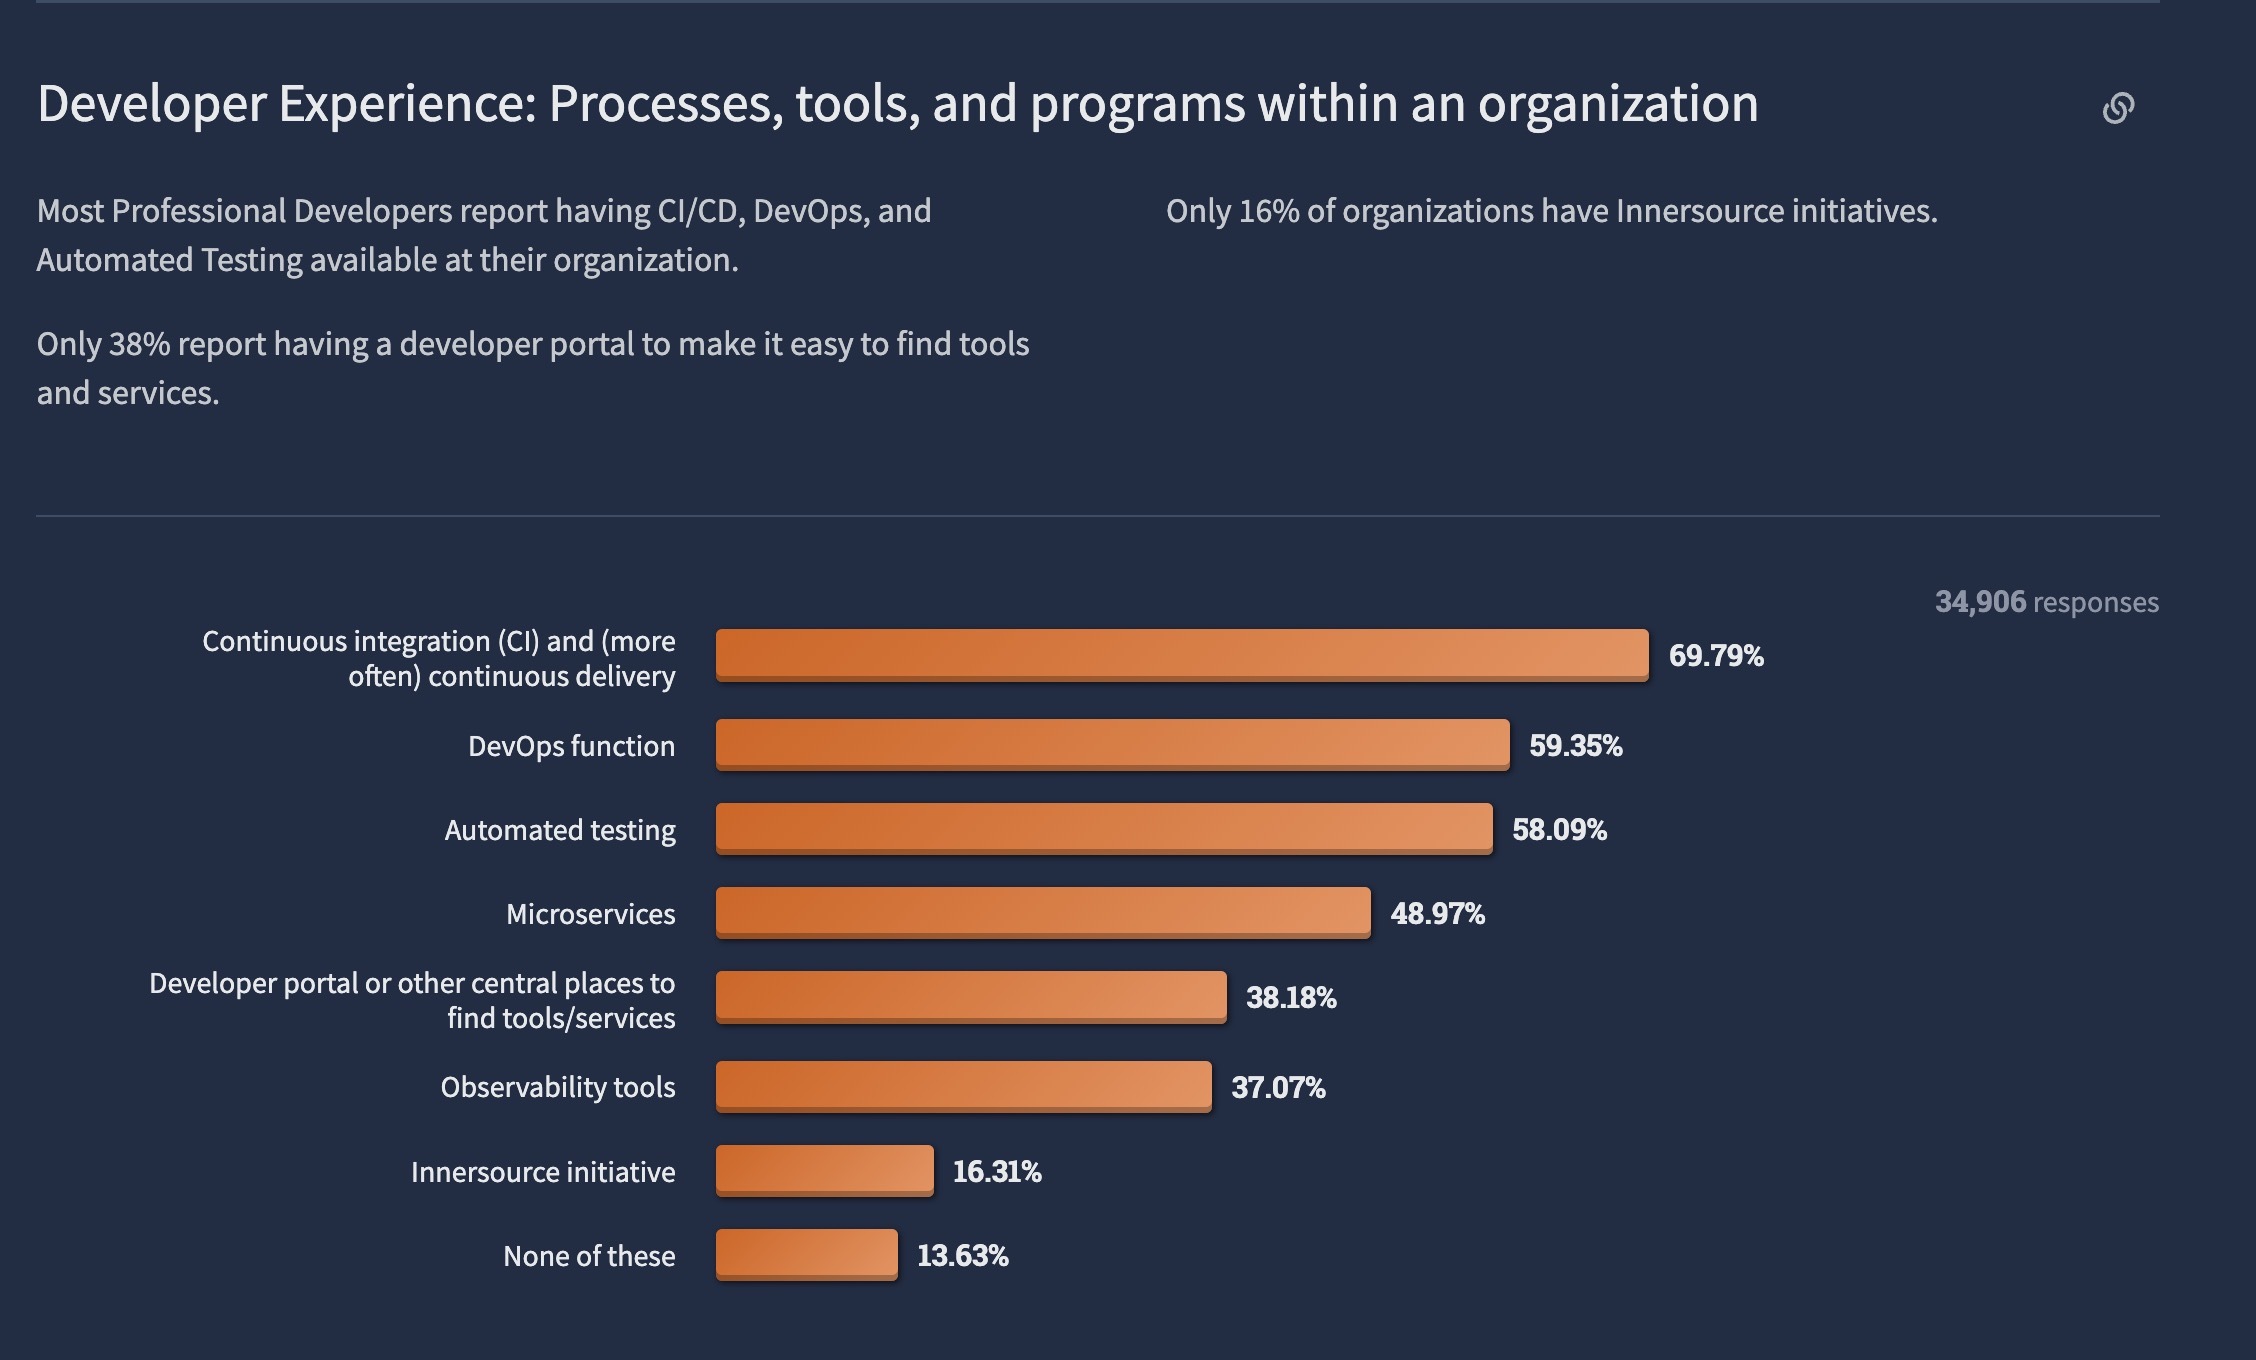 Developer Experience: Processes, tools, and programs within an organization
Most Professional Developers report having CI/CD, DevOps, and
Automated Testing available at their organization.
Only 38% report having a developer portal to make it easy to find tools
and services.
Only 16% of organizations have Innersource initiatives.
34,906 responses
Continuous integration (CI) and (more
often) continuous delivery
69.79%
DevOps function
59.35%
Automated testing
58.09%
Microservices
48.97%
Developer portal or other central places to
find tools/services
38.18%
Observability tools
37.07%
Innersource initiative
16.31%
None of these
13.63%